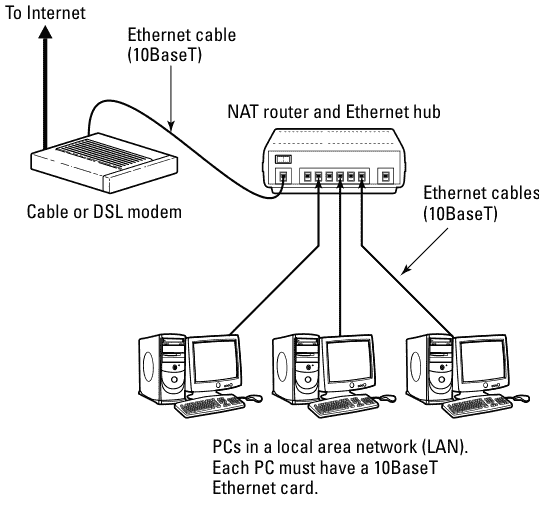 To Internet
Ethernet cable
(10BaseT)
NAT router and Ethernet hub
Cable or DSL modem
Ethernet cables
(10BaseT)
PCs in a local area network (LAN).
Each PC must have a 10BaseT
Ethernet card.